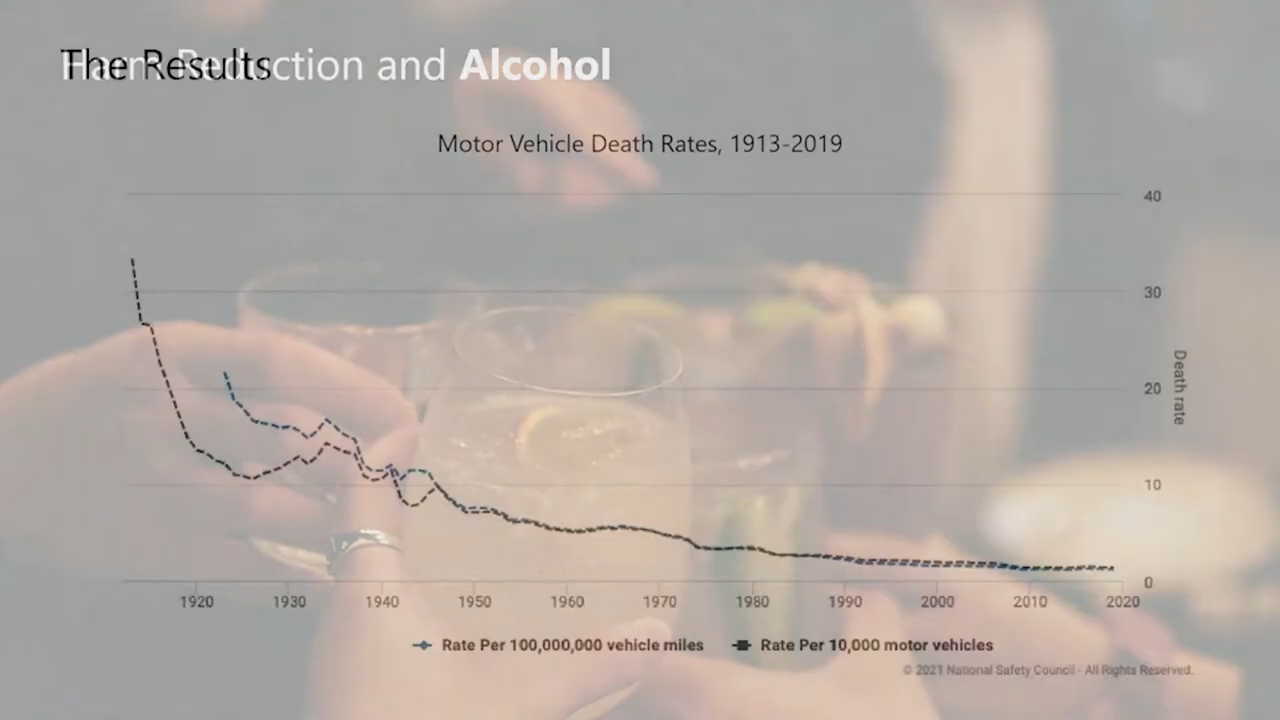 The Results
Harm Reduction and Alcohol
Motor Vehicle Death Rates, 1913-2019
40
30
20
10
0
Death rate
1920 1930 1940 1950 1960 1970 1980 1990 2000 2010 2020
Rate Per 100,000,000 vehicle miles Rate Per 10,000 motor vehicles
© 2021 National Safety Council - All Rights Reserved.